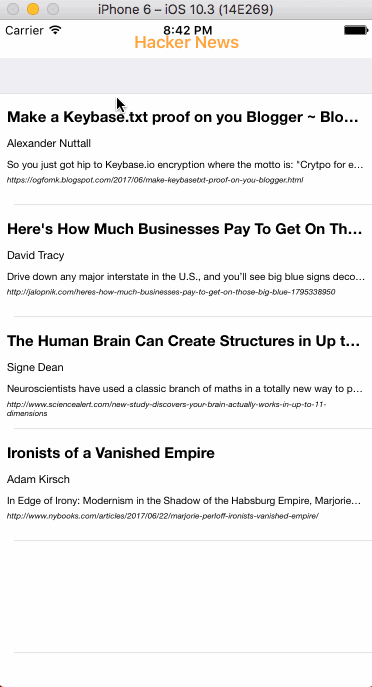 iPhone 6 – iOS 10.3 (14E269)
Carrier 8:42 PM
Hacker News
Make a Keybase.txt proof on you Blogger ~ Blo…
Alexander Nuttall
So you just got hip to Keybase.io encryption where the motto is: "Crytpo for e…
https://ogfomk.blogspot.com/2017/06/make-keybasetxt-proof-on-you-blogger.html
Here's How Much Businesses Pay To Get On Th…
David Tracy
Drive down any major interstate in the U.S., and you'll see big blue signs deco…
http://jalopnik.com/heres-how-much-businesses-pay-to-get-on-those-big-blue-1795338950
The Human Brain Can Create Structures in Up t…
Signe Dean
Neuroscientists have used a classic branch of maths in a totally new way to p…
http://www.sciencealert.com/new-study-discovers-your-brain-actually-works-in-up-to-11-
dimensions
Ironists of a Vanished Empire
Adam Kirsch
In Edge of Irony: Modernism in the Shadow of the Habsburg Empire, Marjorie…
http://www.nybooks.com/articles/2017/06/22/marjorie-perloff-ironists-vanished-empire/